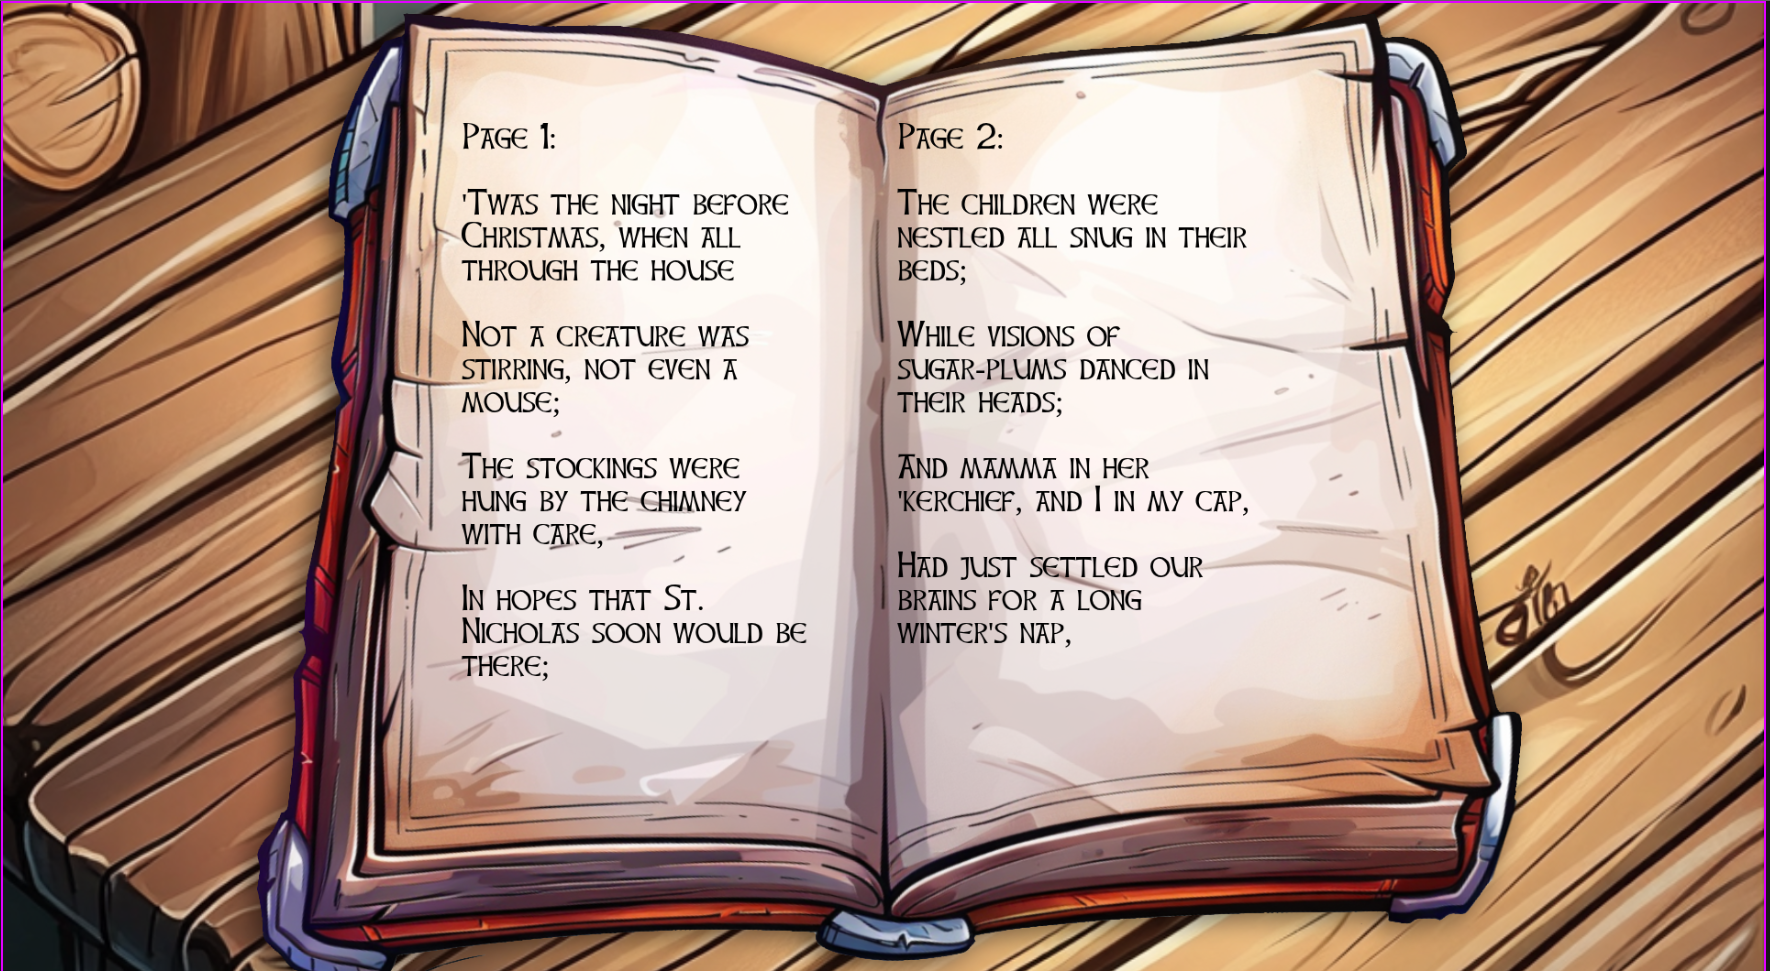 Page 1:
'Twas the night before
Christmas, when all
through the house
Not a creature was
stirring, not even a
mouse;
The stockings were
hung by the chimney
with care,
In hopes that St.
Nicholas soon would be
there;
Page 2:
The children were
nestled all snug in their
beds;
While visions of
sugar-plums danced in
their heads;
And mamma in her
'kerchief, and I in my cap,
Had just settled our
brains for a long
winter's nap,